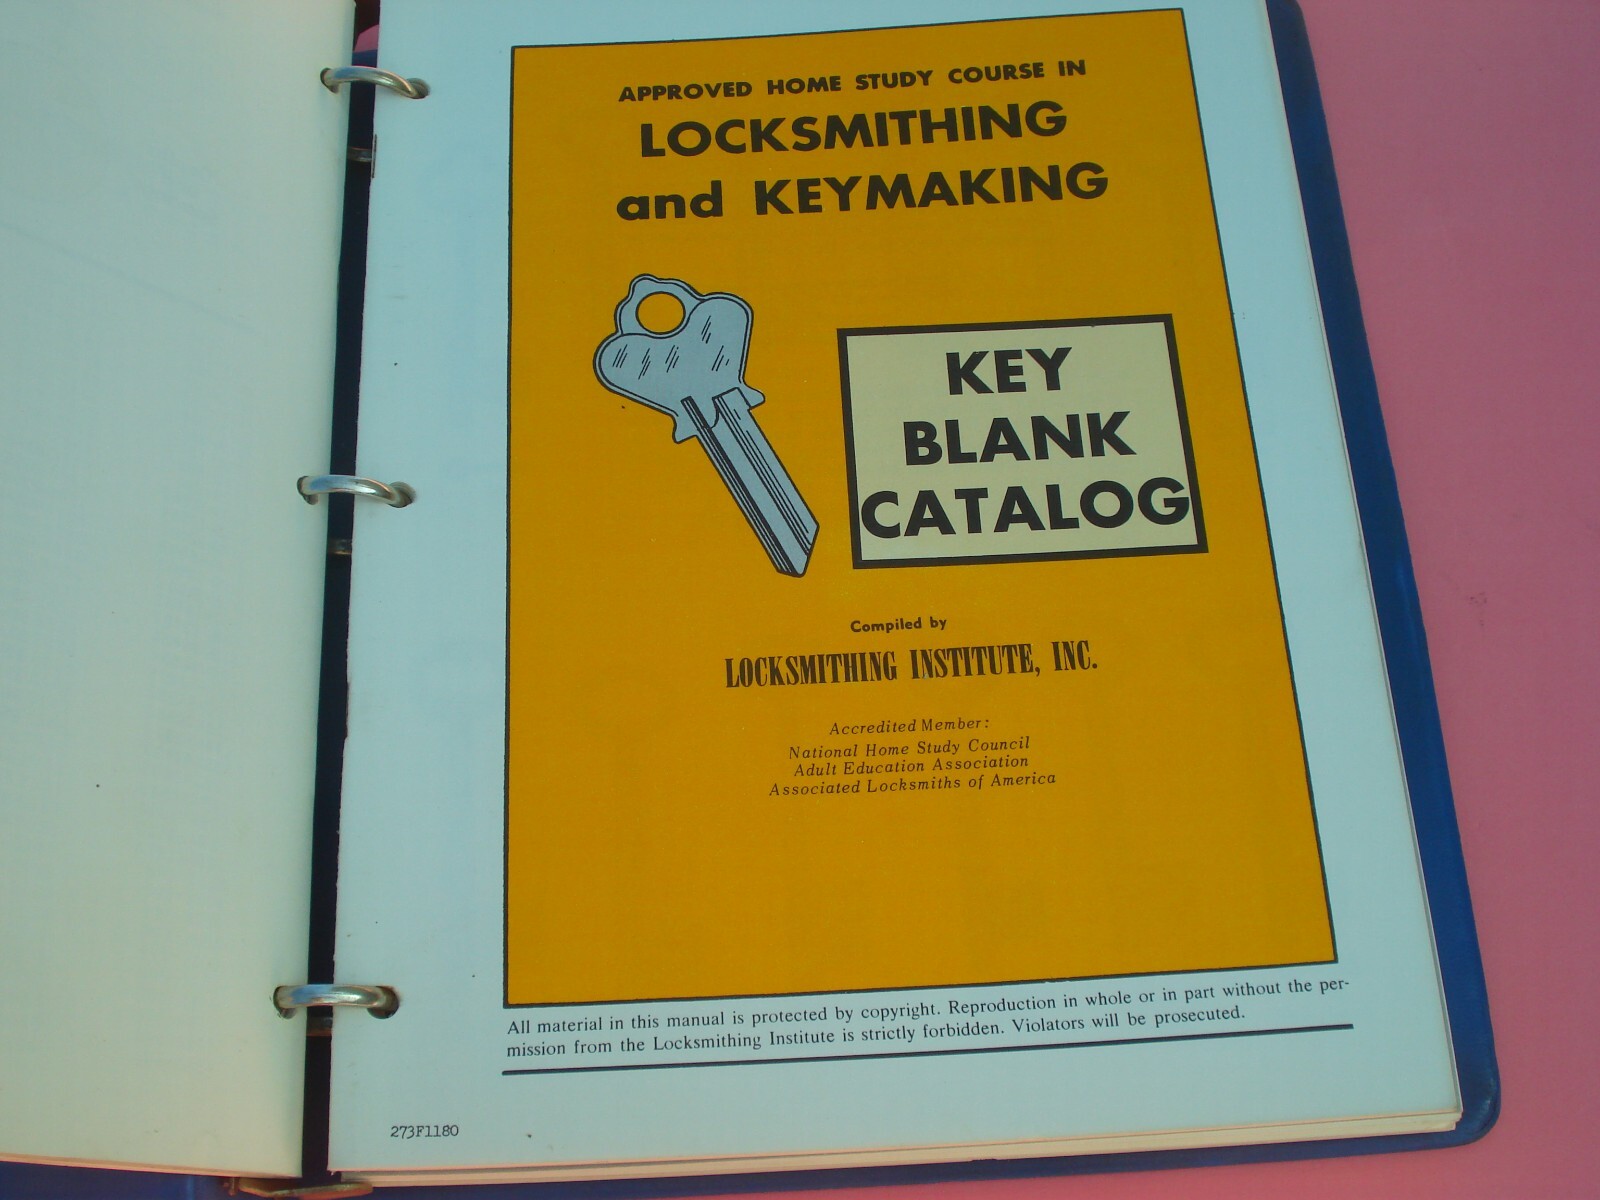 APPROVED HOME STUDY COURSE IN
LOCKSMITHING
and KEYMAKING
KEY
BLANK
CATALOG
Compiled by
LOCKSMITHING INSTITUTE, INC.
Accredited Member:
National Home Study Council
Adult Education Association
Associated Locksmiths of America
All material in this manual is protected by copyright. Reproduction in whole or in part without the per-
mission from the Locksmithing Institute is strictly forbidden. Violators will be prosecuted.
273F1180